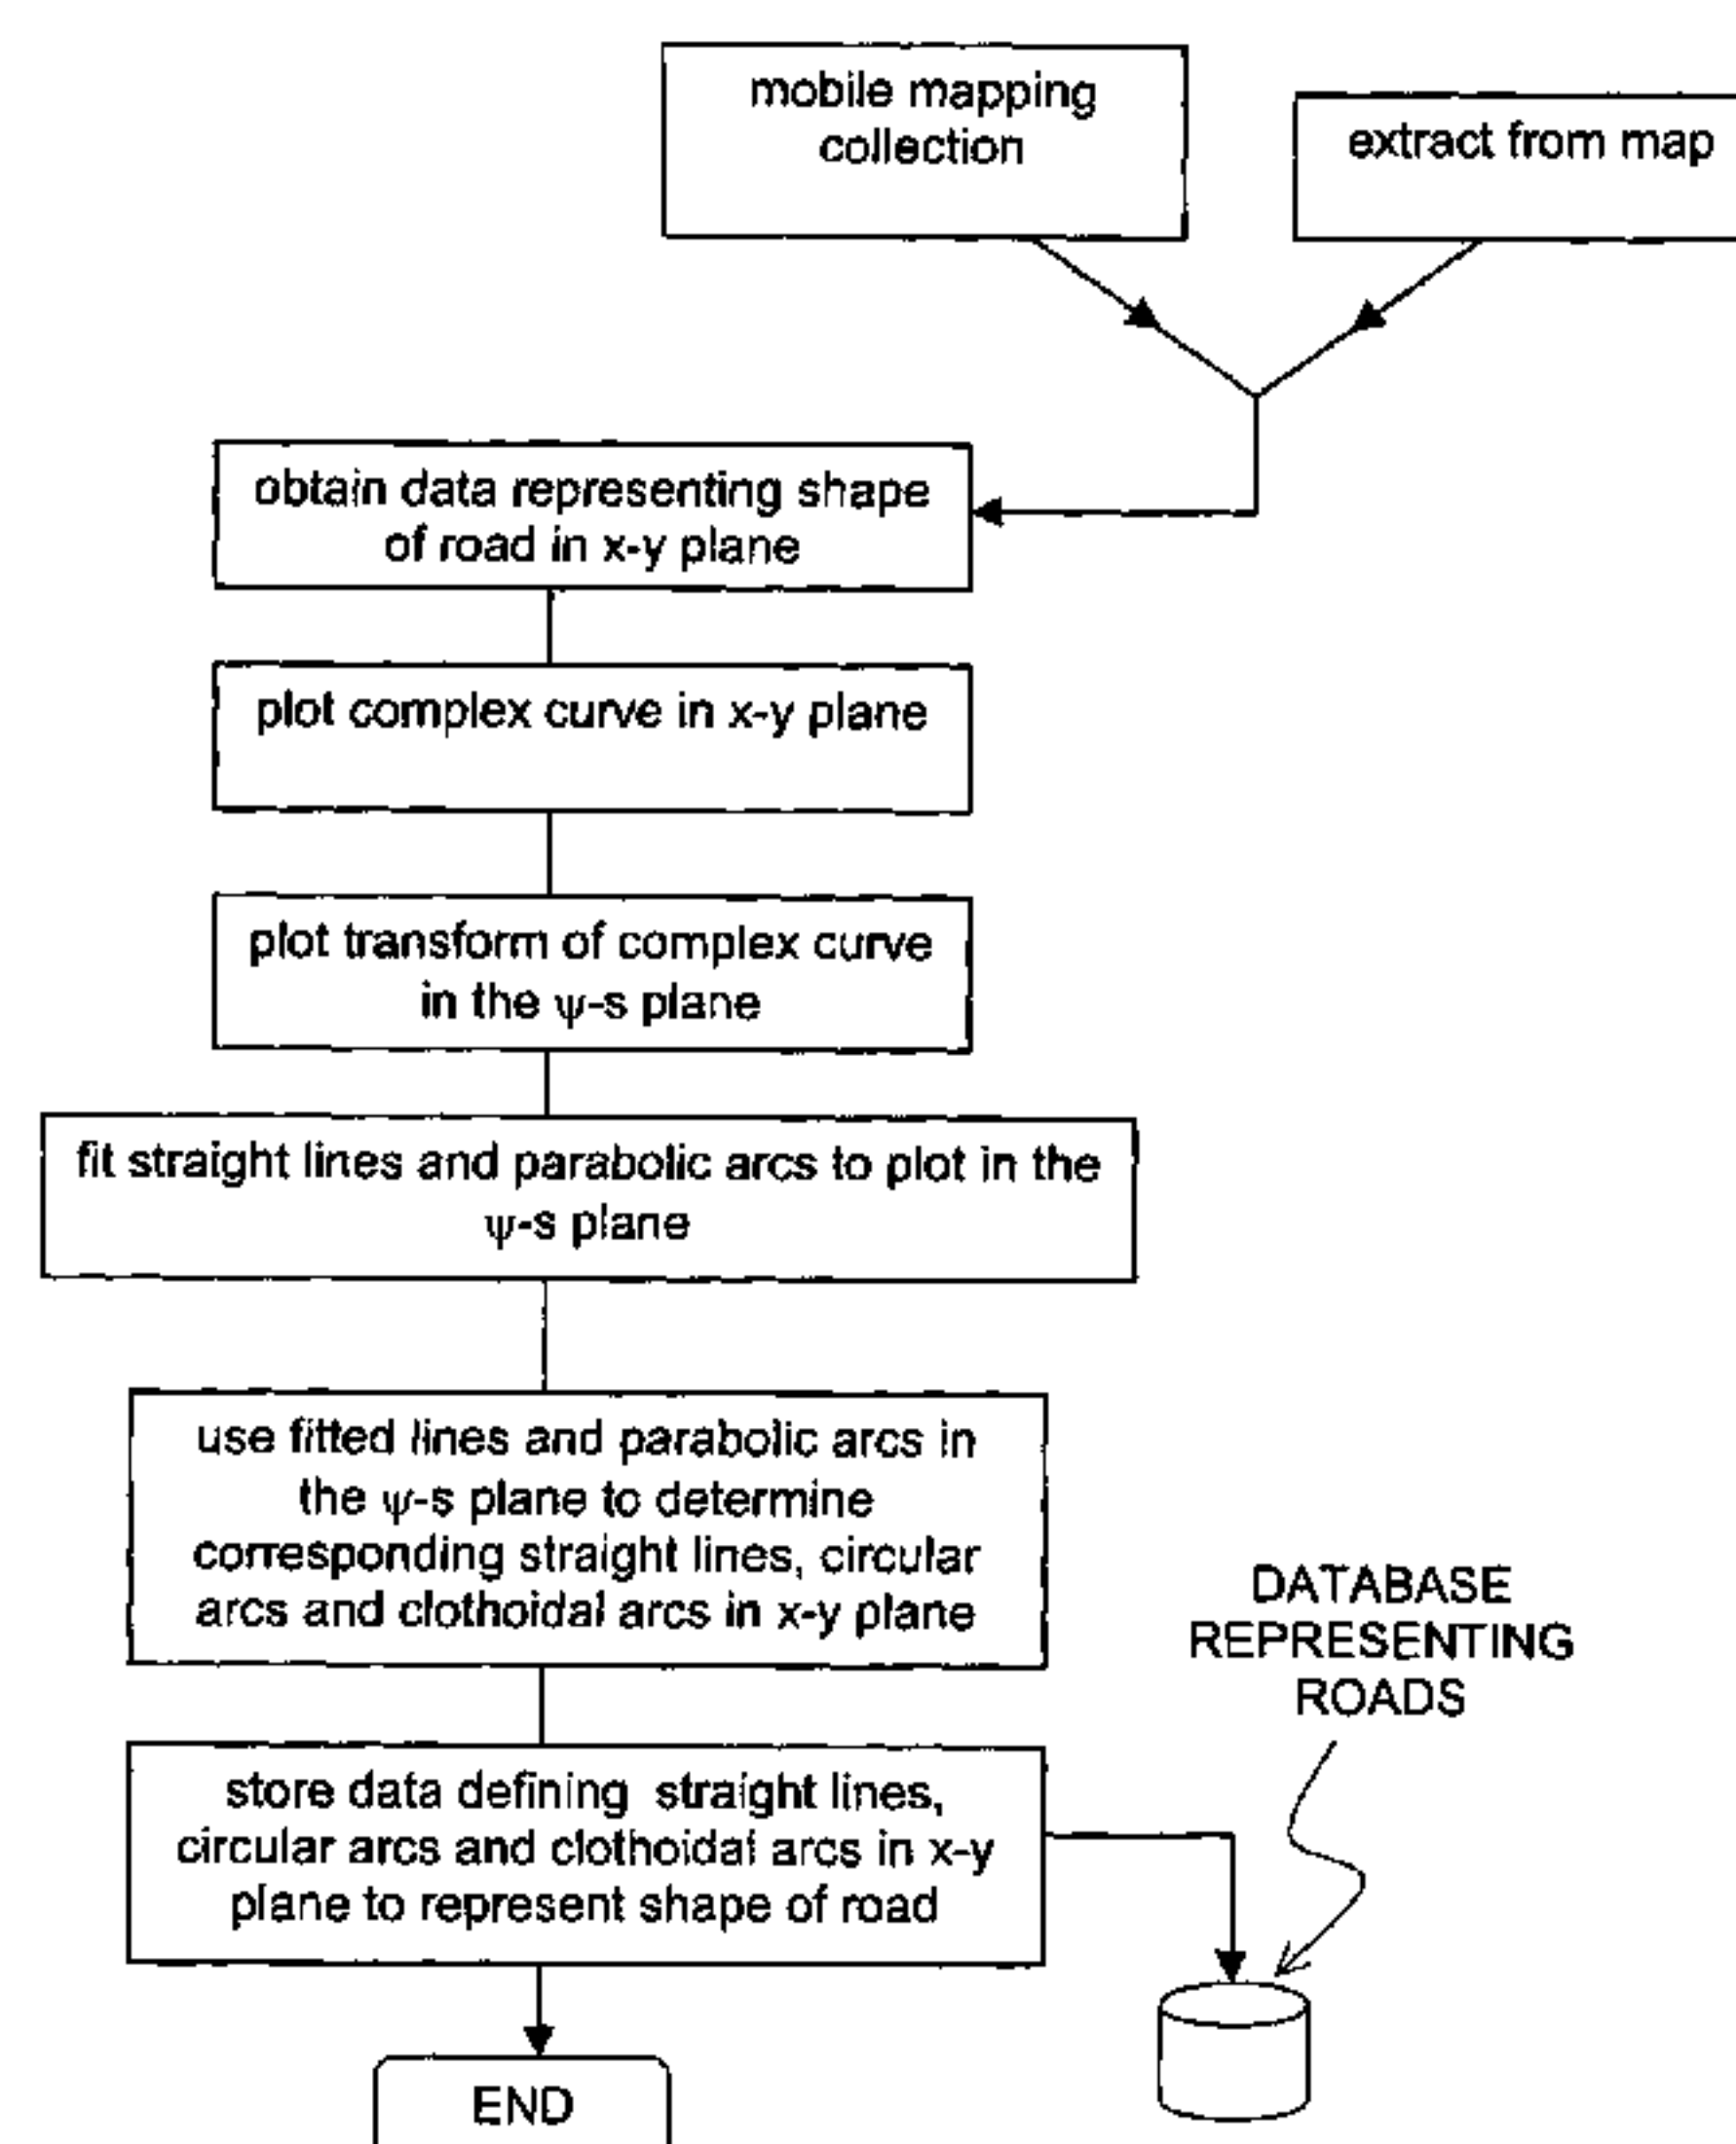 mobile mapping
collection
extract from map
obtain data representing shape
of road in x-y plane
plot complex curve in x-y plane
plot transform of complex curve
in the ψ-s plane
fit straight lines and parabolic arcs to plot in the
ψ-s plane
use fitted lines and parabolic arcs in
the ψ-s plane to determine
corresponding straight lines, circular
arcs and clothoidal arcs in x-y plane
DATABASE
REPRESENTING
ROADS
store data defining straight lines,
circular arcs and clothoidal arcs in x-y
plane to represent shape of road
END